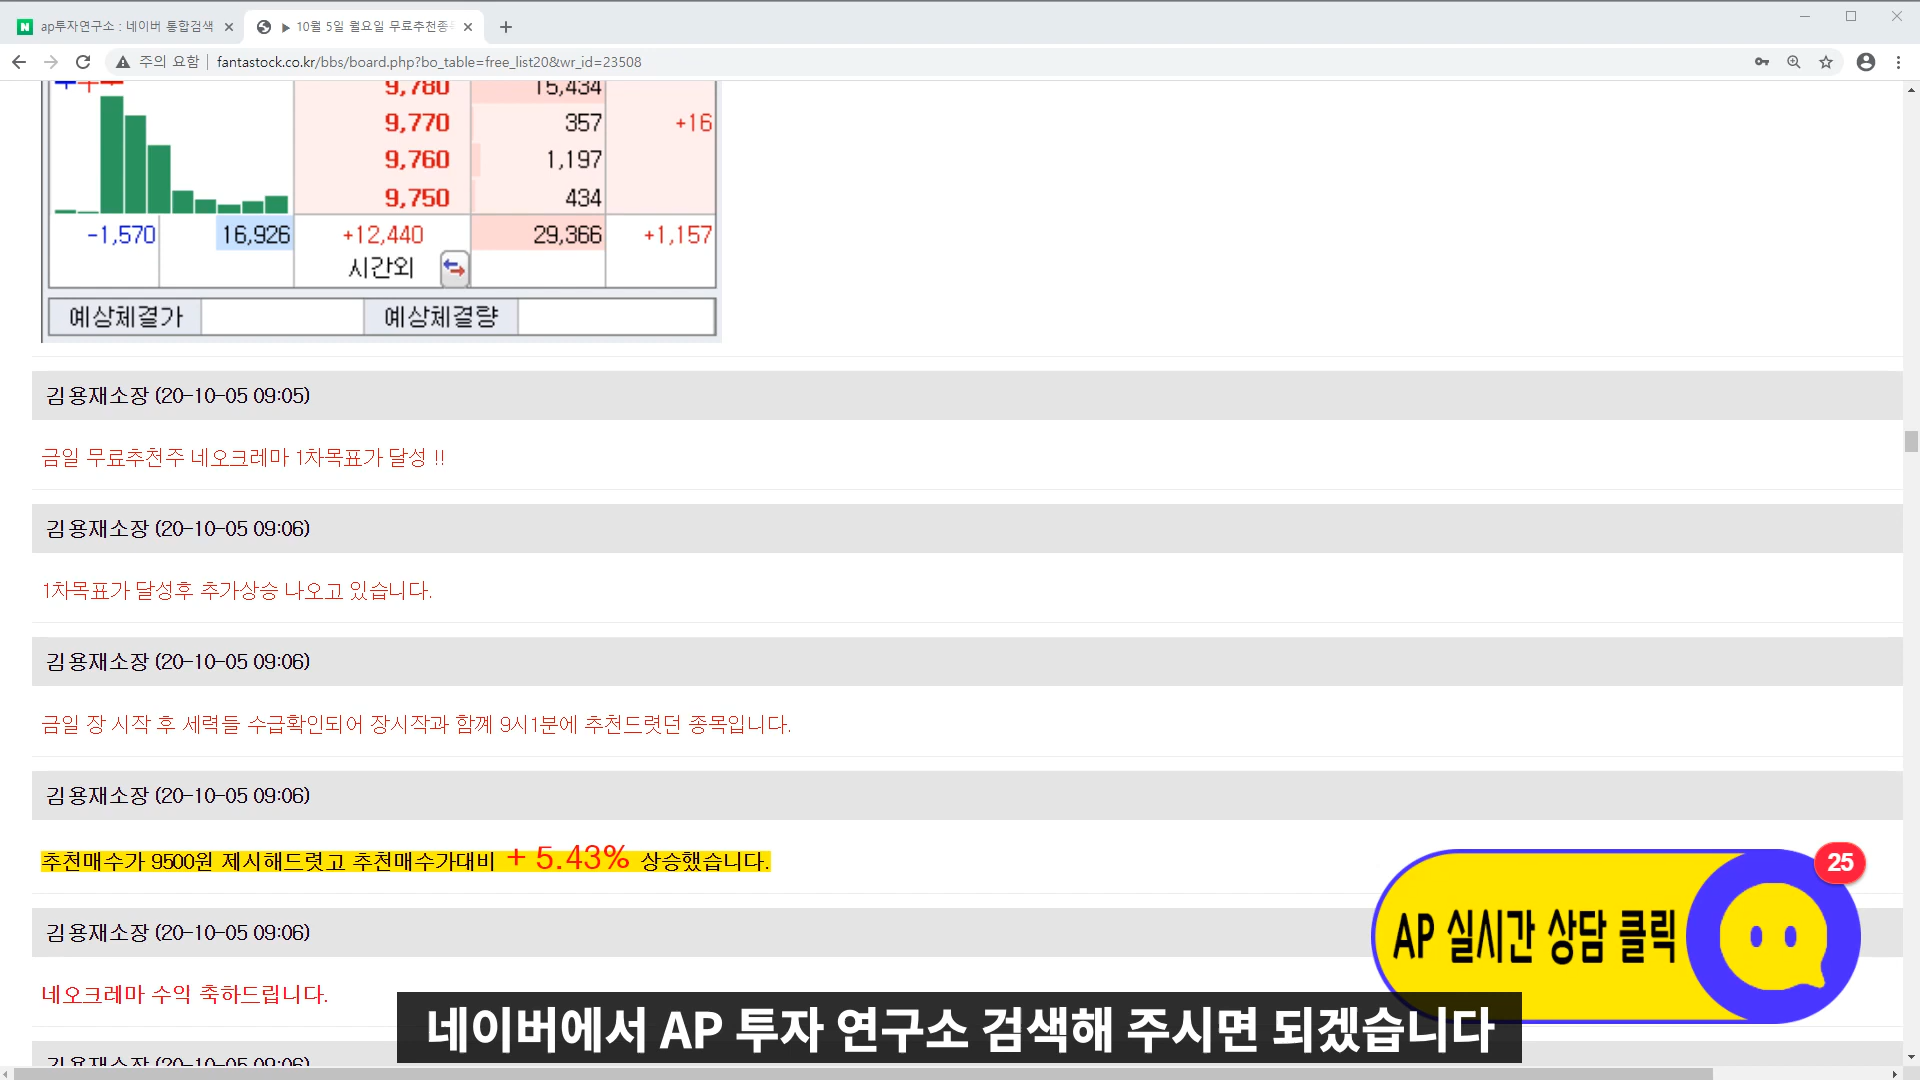 ap투자연구소 : 네이버 통합검색
▶ 10월 5일 월요일 무료추천종
주의 요함
fantastock.co.kr/bbs/board.php?bo_table=free_list20&wr_id=23508
9,780 15,434
9,770 357 +16
9,760 1,197
9,750 434
-1,570 16,926 +12,440 29,366 +1,157
시간외
예상체결가 예상체결량
김용재소장 (20-10-05 09:05)
금일 무료추천주 네오크레마 1차목표가 달성 !!
김용재소장 (20-10-05 09:06)
1차목표가 달성후 추가상승 나오고 있습니다.
김용재소장 (20-10-05 09:06)
금일 장 시작 후 세력들 수급확인되어 장시작과 함꼐 9시1분에 추천드렷던 종목입니다.
김용재소장 (20-10-05 09:06)
추천매수가 9500원 제시해드렷고 추천매수가대비 + 5.43% 상승했습니다.
김용재소장 (20-10-05 09:06)
네오크레마 수익 축하드립니다.
김용재소장 (20-10-05 09:06)
AP 실시간 상담 클릭
25
네이버에서 AP 투자 연구소 검색해 주시면 되겠습니다